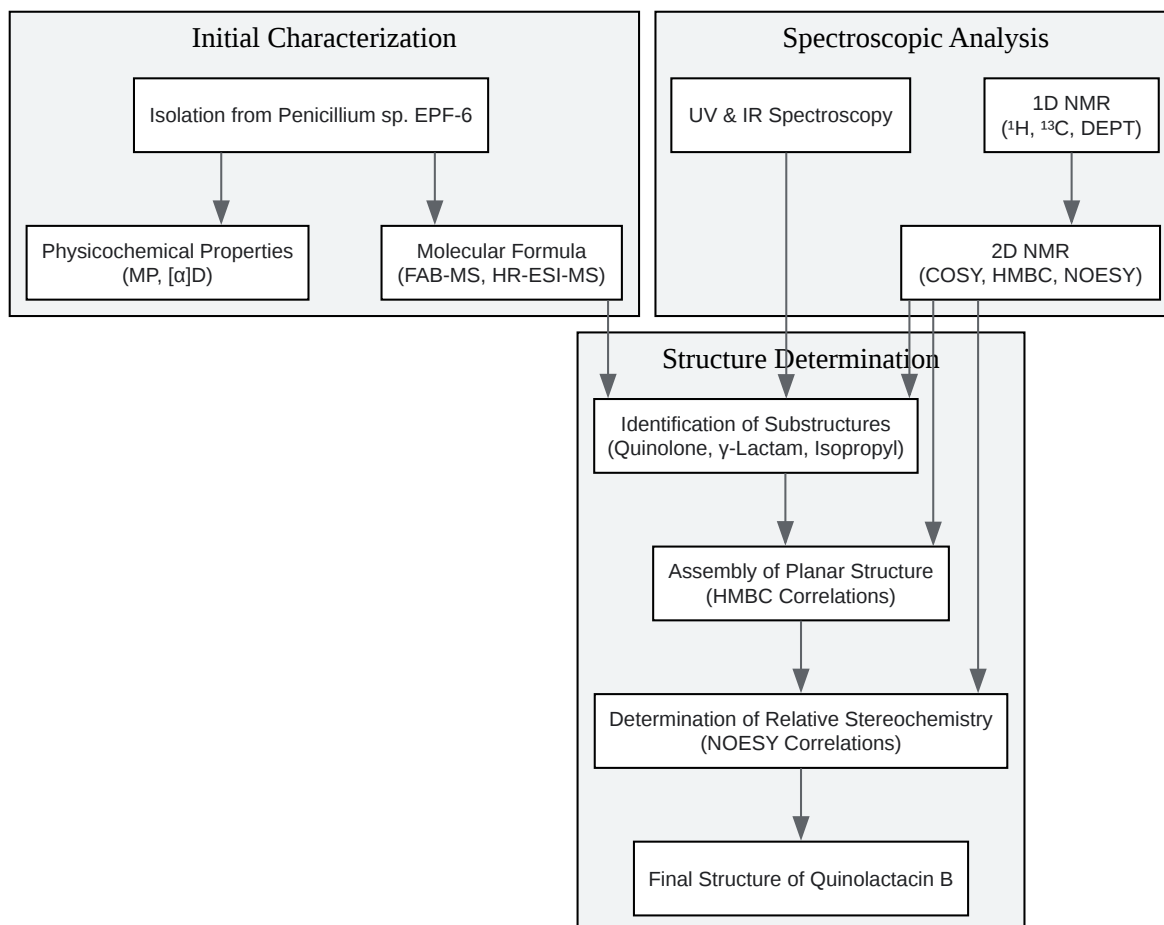 Initial Characterization
Isolation from Penicillium sp. EPF-6
Physicochemical Properties
(MP, [α]D)
Molecular Formula
(FAB-MS, HR-ESI-MS)
Spectroscopic Analysis
UV & IR Spectroscopy
1D NMR
(¹H, ¹³C, DEPT)
2D NMR
(COSY, HMBC, NOESY)
Structure Determination
Identification of Substructures
(Quinolone, γ-Lactam, Isopropyl)
Assembly of Planar Structure
(HMBC Correlations)
Determination of Relative Stereochemistry
(NOESY Correlations)
Final Structure of Quinolactacin B